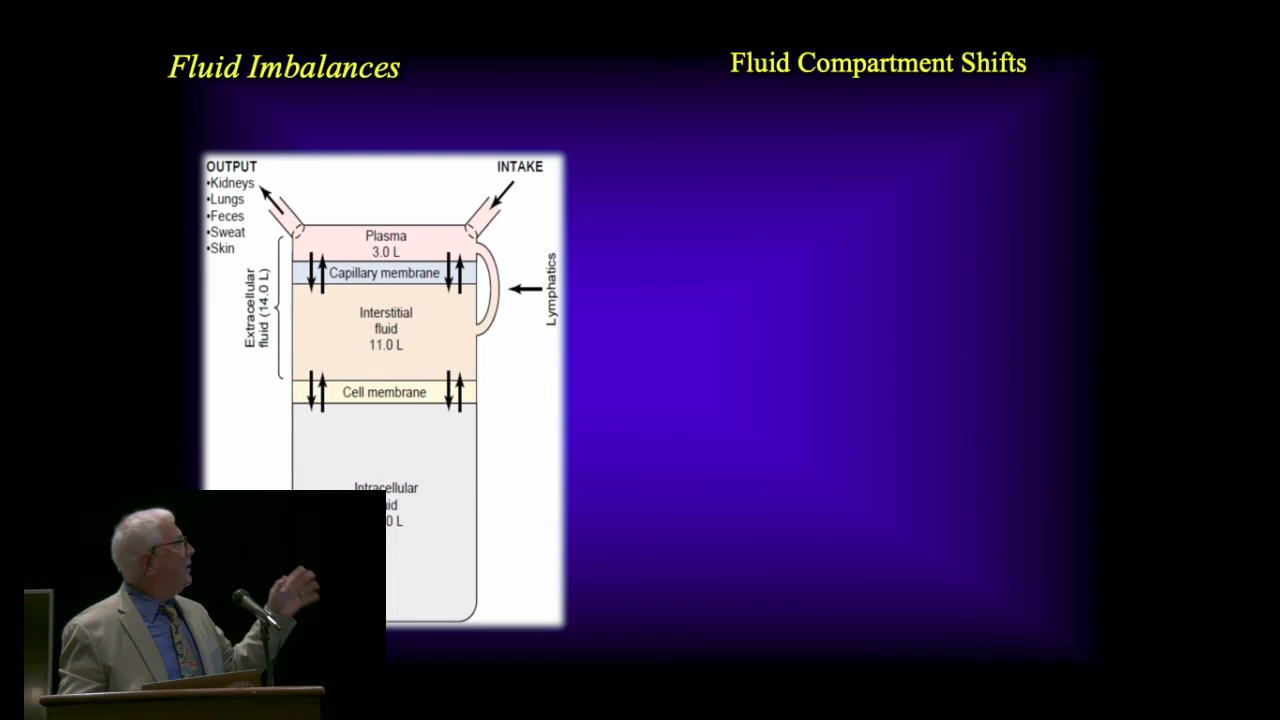 Fluid Imbalances
Fluid Compartment Shifts
OUTPUT
•Kidneys
•Lungs
•Feces
•Sweat
•Skin
INTAKE
Plasma
3.0 L
Capillary membrane
Interstitial
fluid
11.0 L
Extracellular
fluid (14.0 L)
Lymphatics
Cell membrane
Intracellular